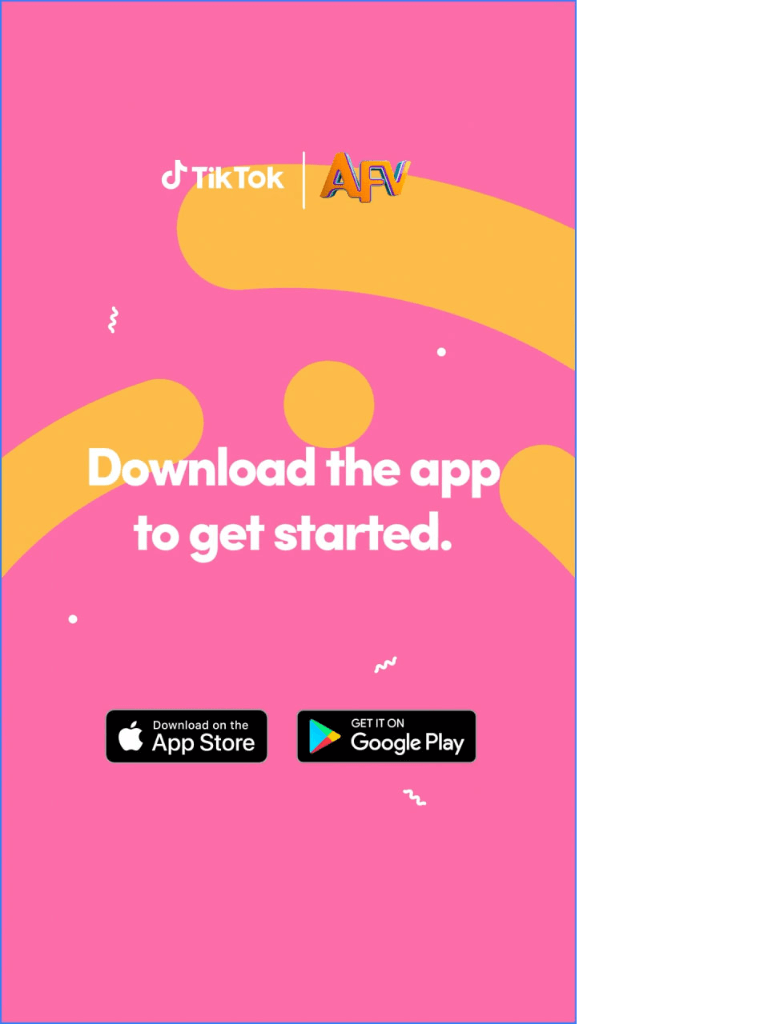 TikTok AFV
Download the app
to get started.
Download on the
App Store
GET IT ON
Google Play